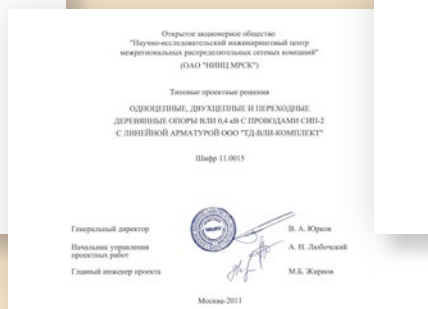 Открытое акционерное общество
"Научно-исследовательский инжиниринговый центр
межрегиональных распределительных сетевых компаний"
(ОАО "НИИЦ МРСК")
Типовые проектные решения
ОДНОЦЕПНЫЕ, ДВУХЦЕПНЫЕ И ПЕРЕХОДНЫЕ
ДЕРЕВЯННЫЕ ОПОРЫ ВЛИ 0,4 кВ С ПРОВОДАМИ СИП-2
С ЛИНЕЙНОЙ АРМАТУРОЙ ООО "ТД-ВЛИ-КОМПЛЕКТ"
Шифр 11.0015
Генеральный директор В. А. Юрков
Начальник управления А. Н. Любочский
проектных работ
Главный инженер проекта М.Б. Жирнов
Москва-2011